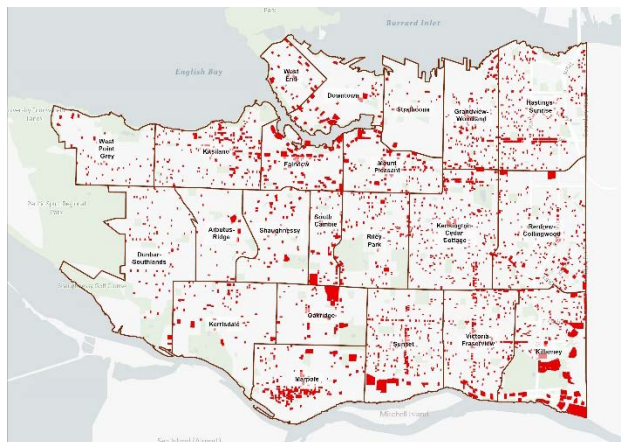 Burrard Inlet
English Bay
West
End
Downtown
Strathcona
Grandview-
Woodland
Hastings-
Sunrise
West
Point
Grey
Kitsilano
Fairview
Mount
Pleasant
Dunbar-
Southlands
Arbutus-
Ridge
Shaughnessy
South
Cambie
Riley
Park
Kensington-
Cedar
Cottage
Renfrew-
Collingwood
Kerrisdale
Oakridge
Sunset
Victoria-
Fraserview
Killarney
Marpole
Mitchell Island